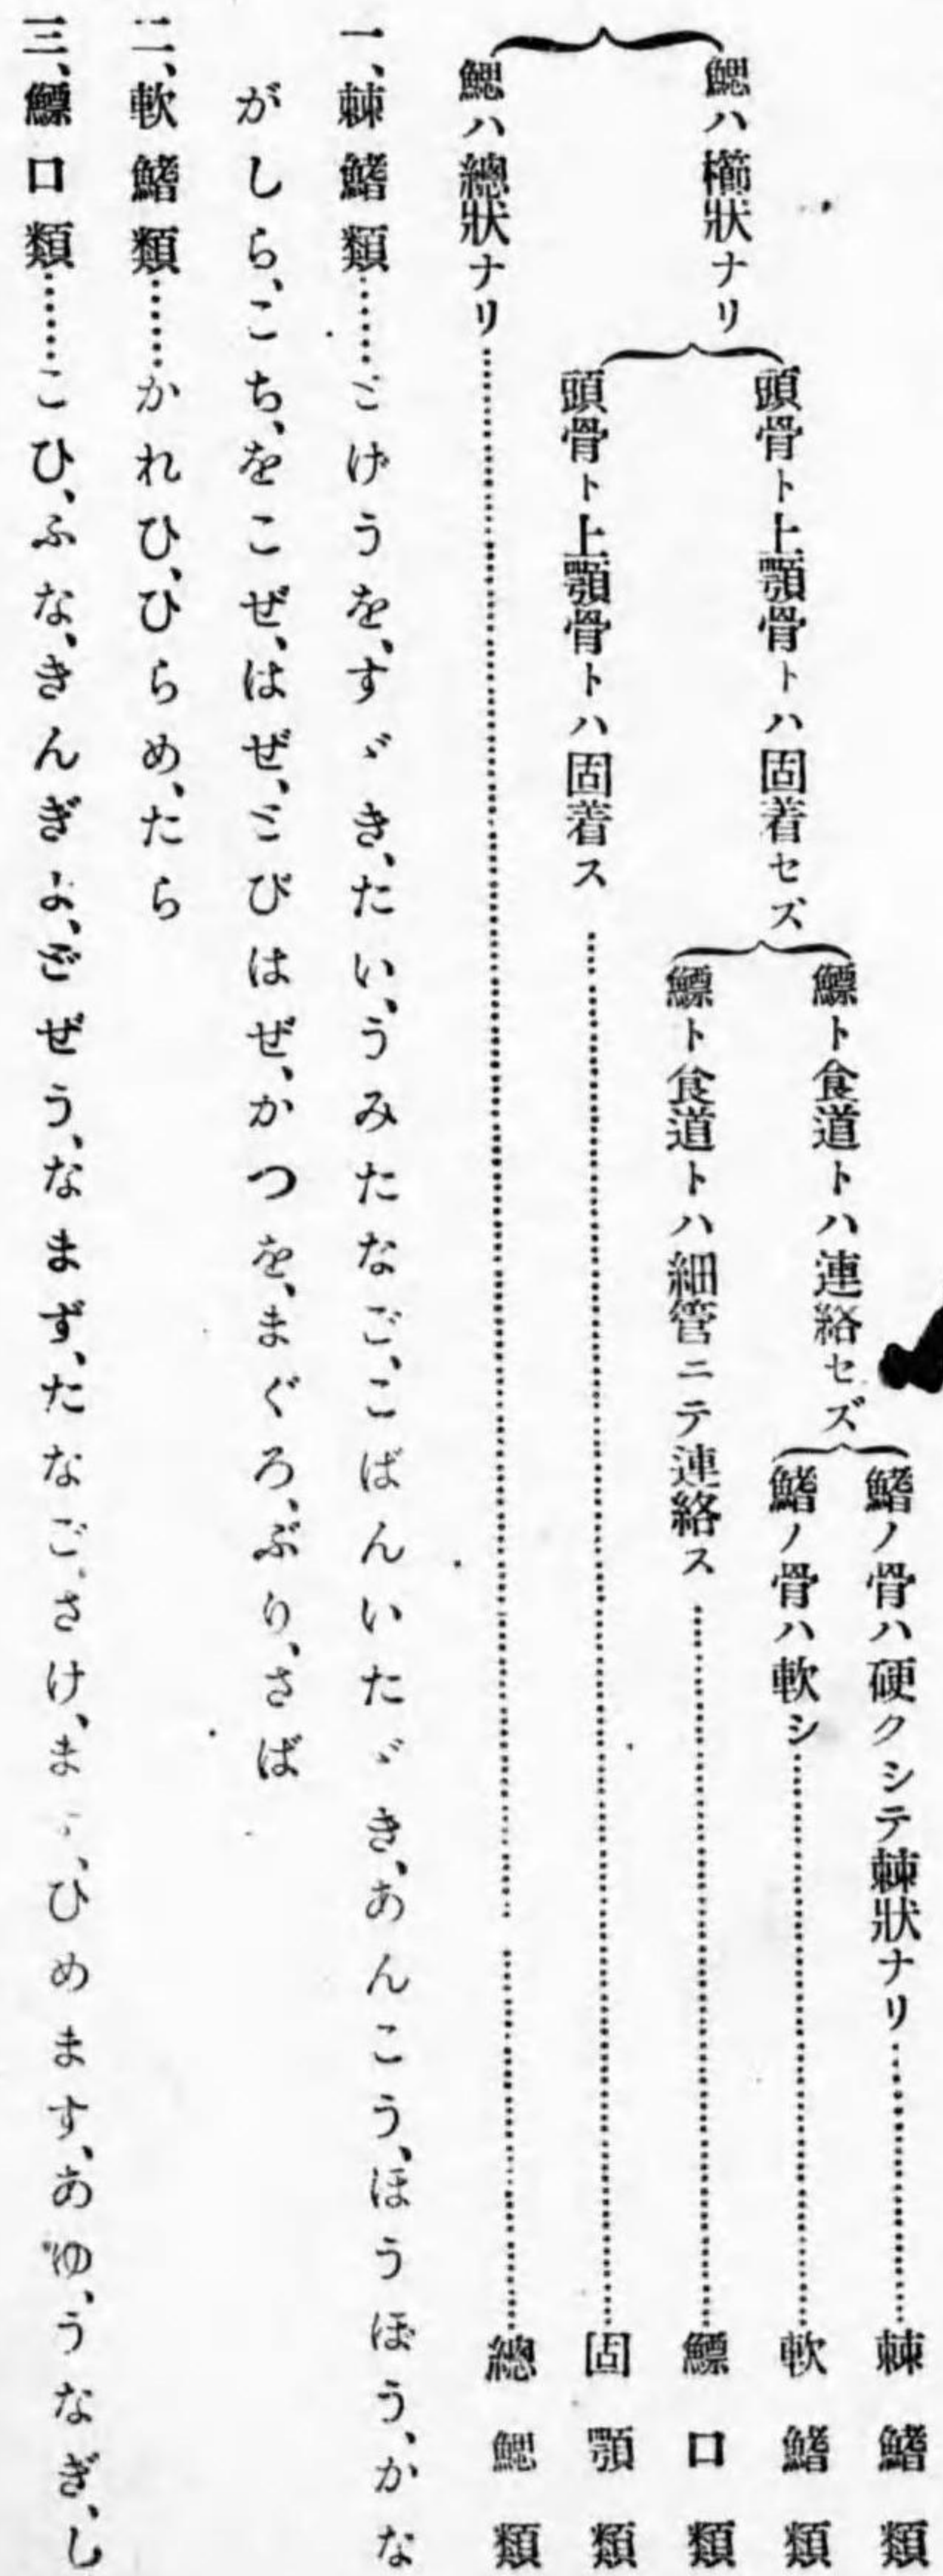 鰓ハ櫛狀ナリ
頭骨ト上顎骨トハ固着セズ
鰾ト食道トハ連絡セズ
鰭ノ骨ハ硬クシテ棘狀ナリ……棘鰭類
鰭ノ骨ハ軟シ……軟鰭類
鰾ト食道トハ細管ニテ連絡ス……鰾口類
頭骨ト上顎骨トハ固着ス……固顎類
鰓ハ總狀ナリ……總鰓類
一、棘鰭類……とげうを、すゞき、たい、うみたなご、こばんいたゞき、あんこう、ほうぼう、かな
がしら、こち、をこぜ、はぜ、とびはぜ、かつを、まぐろ、ぶり、さば
二、軟鰭類……かれひ、ひらめ、たら
三、鰾口類……こひ、ふな、きんぎよ、どぜう、なまず、たなご、さけ、ま、ひめます、あゆ、うなぎ、し